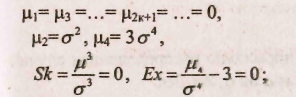 μ₁= μ₃ =…= μ₂ₖ₊₁= …= 0,
μ₂=σ², μ₄= 3σ⁴,
Sk = μ³/σ³ = 0, Ex = μ₄/σ⁴ −3 = 0;